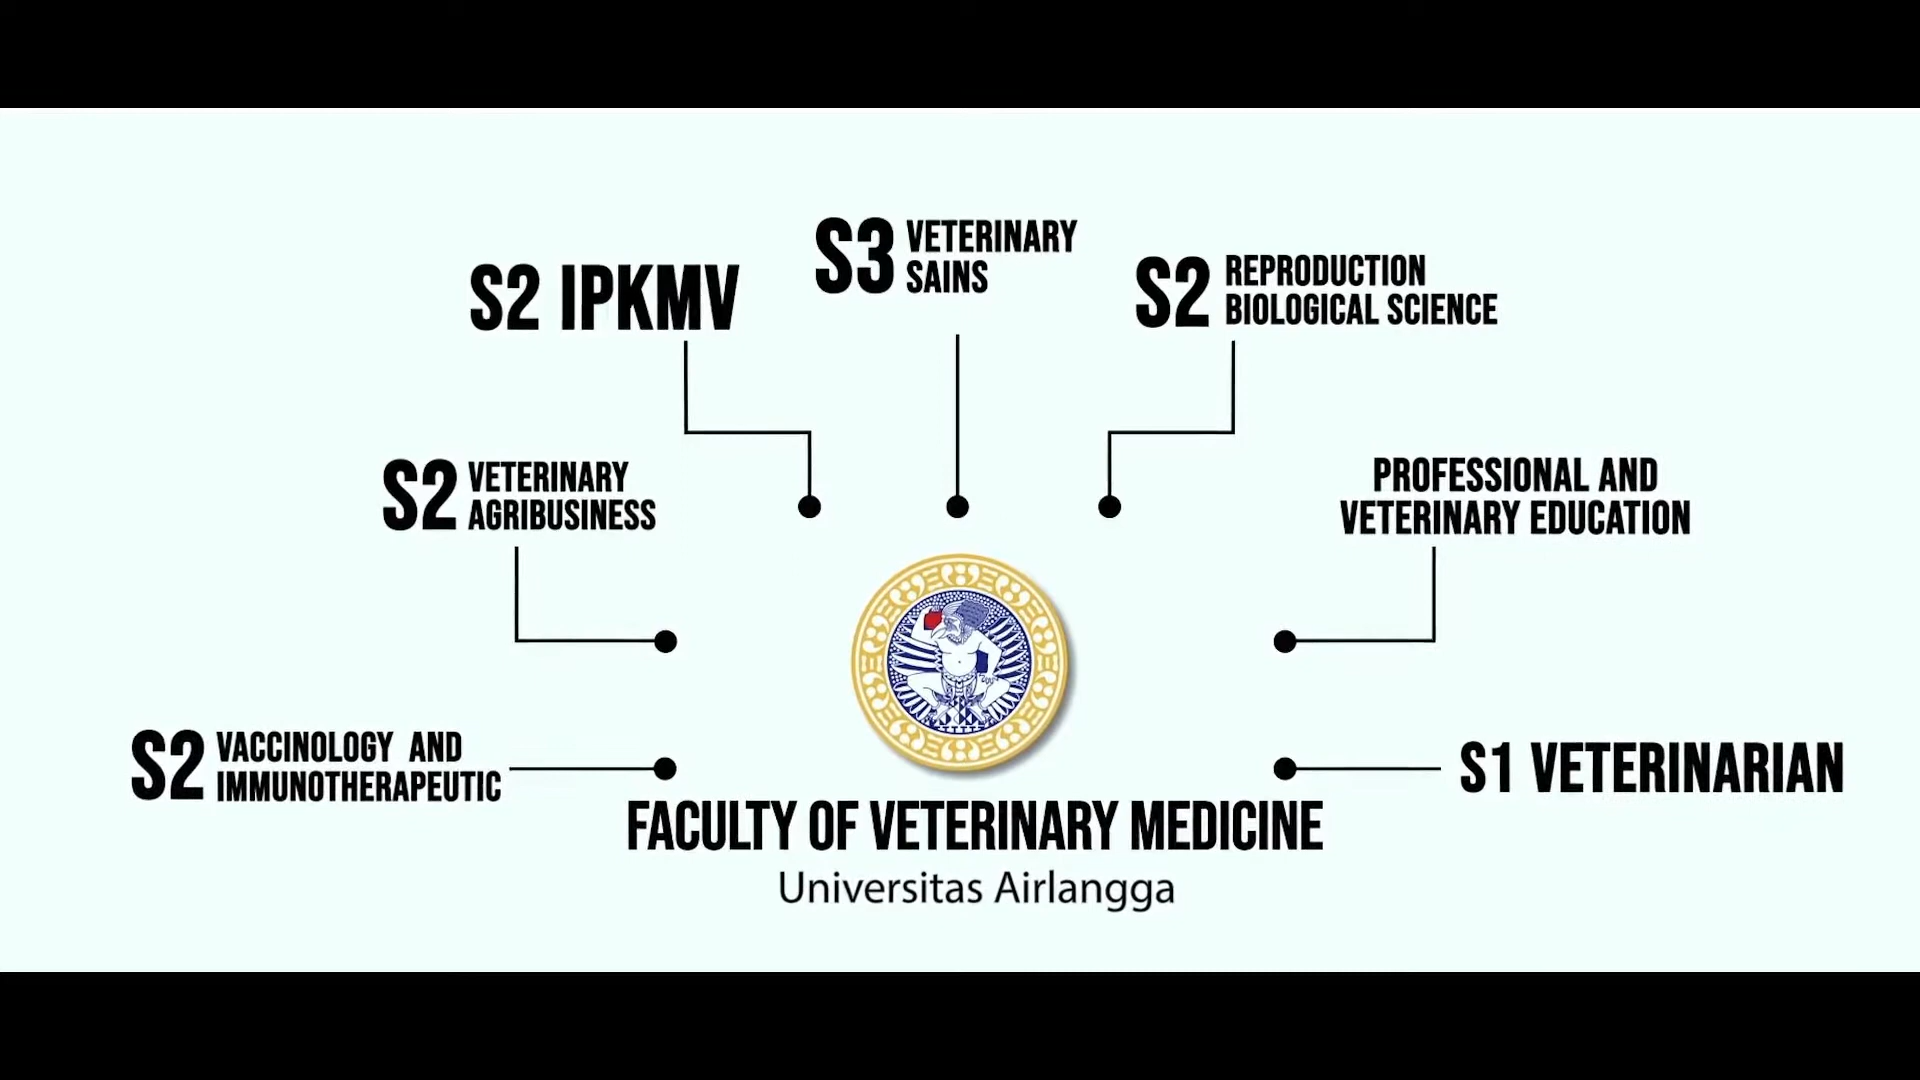 S3 VETERINARY
SAINS
S2 IPKMV
S2 REPRODUCTION
BIOLOGICAL SCIENCE
S2 VETERINARY
AGRIBUSINESS
PROFESSIONAL AND
VETERINARY EDUCATION
S2 VACCINOLOGY AND
IMMUNOTHERAPEUTIC
S1 VETERINARIAN
FACULTY OF VETERINARY MEDICINE
Universitas Airlangga